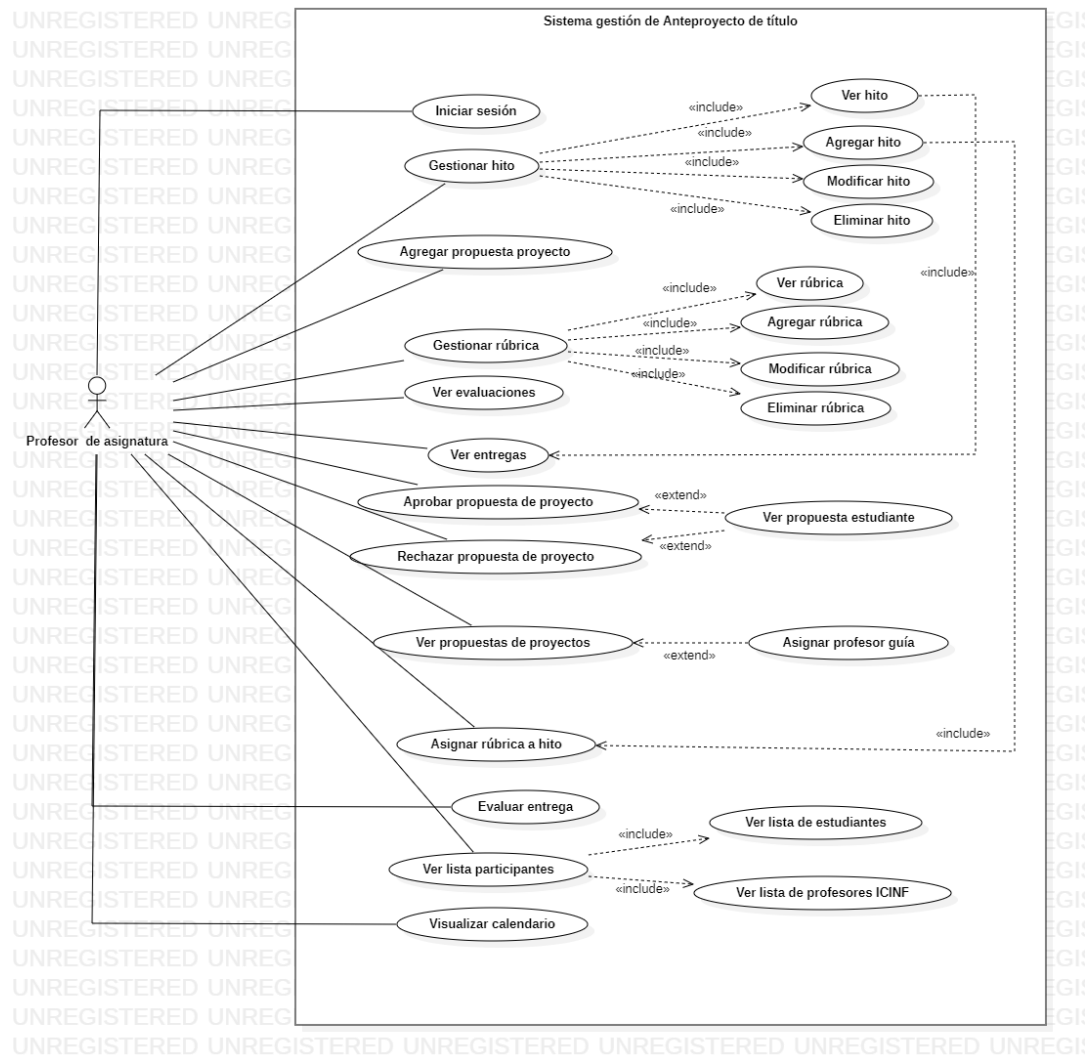 Sistema gestión de Anteproyecto de título
Iniciar sesión
Gestionar hito
«include»
«include»
«include»
«include»
Ver hito
Agregar hito
Modificar hito
Eliminar hito
Agregar propuesta proyecto
«include»
Gestionar rúbrica
«include»
«include»
«include»
«include»
Ver rúbrica
Agregar rúbrica
Modificar rúbrica
Eliminar rúbrica
Ver evaluaciones
Profesor de asignatura
Ver entregas
Aprobar propuesta de proyecto
«extend»
Ver propuesta estudiante
Rechazar propuesta de proyecto
«extend»
Ver propuestas de proyectos
«extend»
Asignar profesor guía
Asignar rúbrica a hito
«include»
Evaluar entrega
Ver lista participantes
«include»
«include»
Ver lista de estudiantes
Ver lista de profesores ICINF
Visualizar calendario
UNREGISTERED UNREGISTERED UNREGISTERED UNREGISTERED UNREGISTERED UNREG